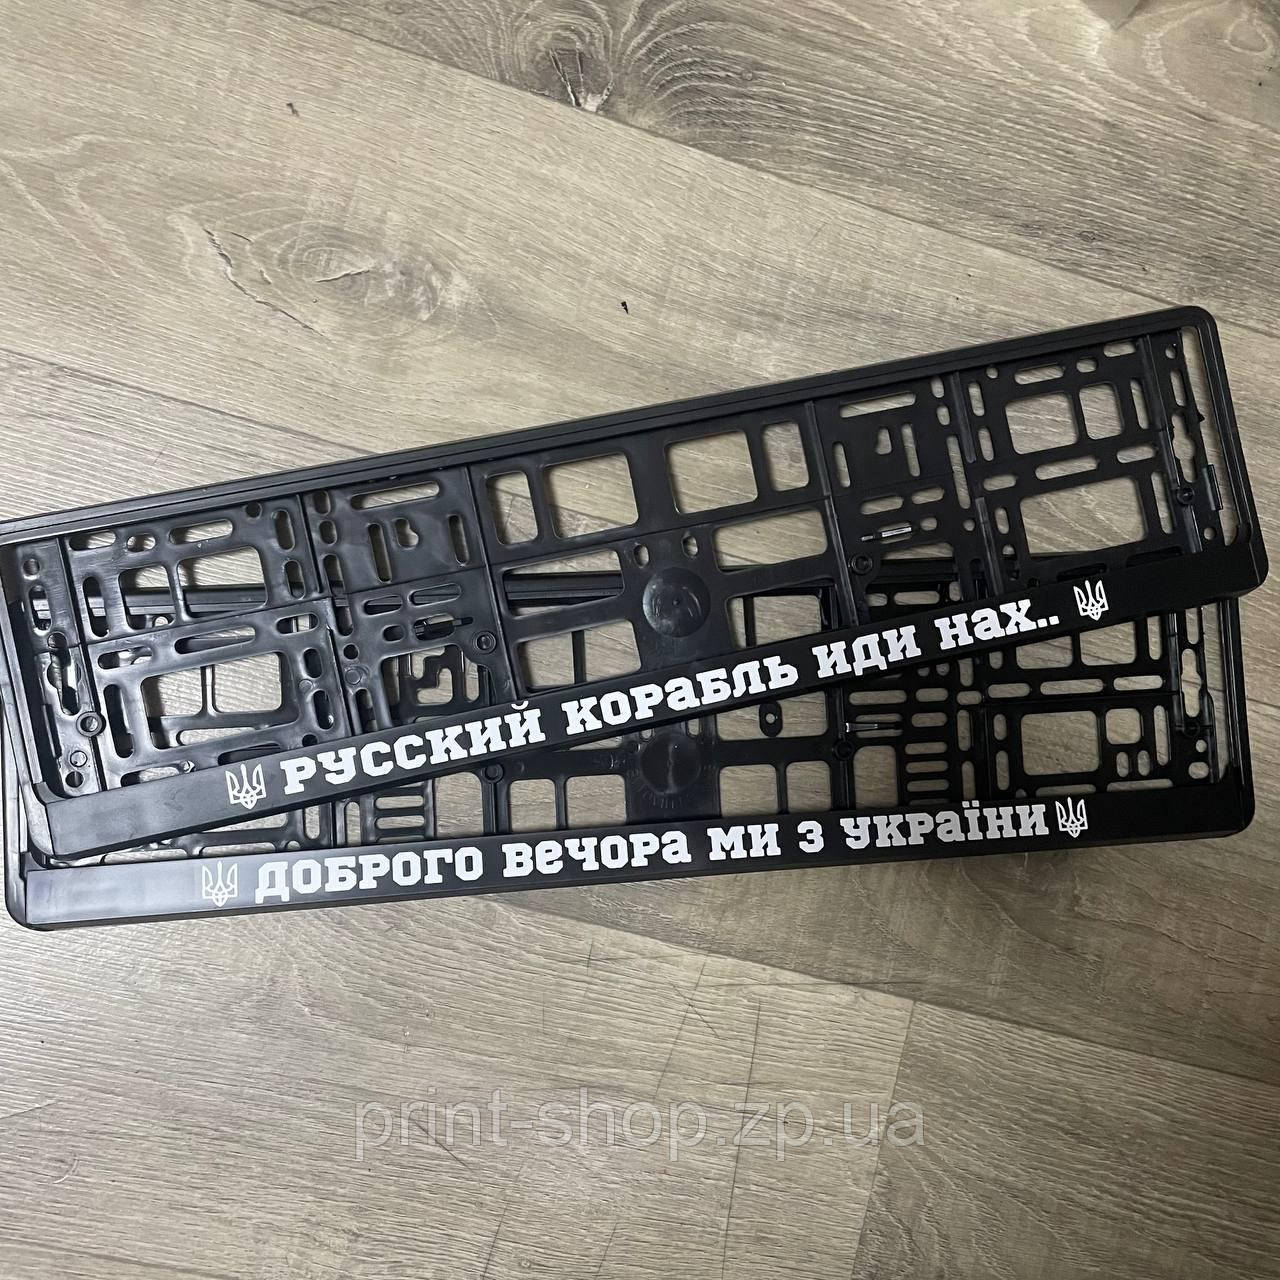 РУССКИЙ КОРАБЛЬ ИДИ НАХ..
ДОБРОГО ВЕЧОРА МИ З УКРАЇНИ
print-shop.zp.ua